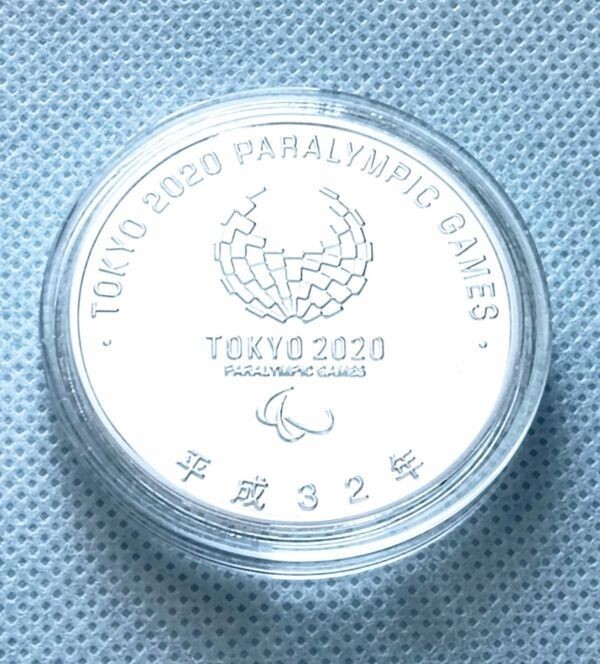 · TOKYO 2020 PARALYMPIC GAMES ·
TOKYO 2020
PARALYMPIC GAMES
平成32年